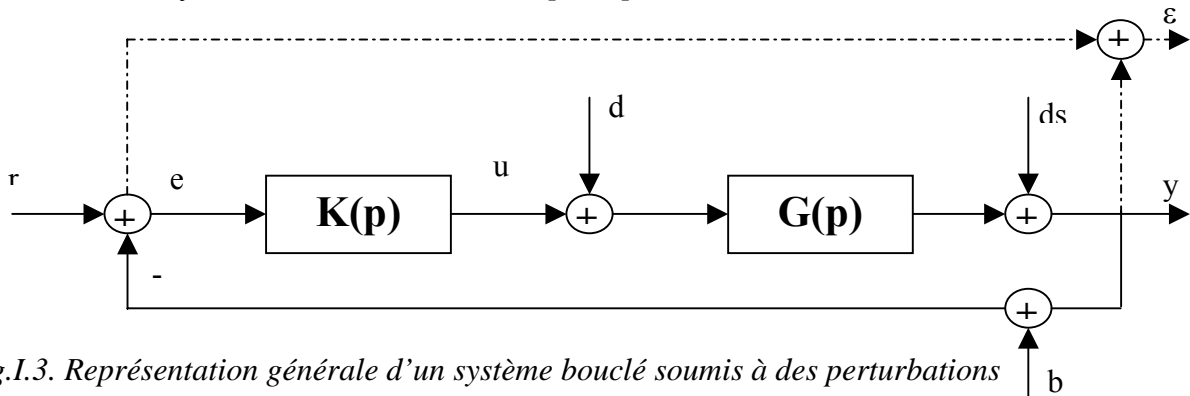 ε
d
ds
r
e
u
y
+
+
K(p)
+
G(p)
+
-
+
g.I.3. Représentation générale d'un système bouclé soumis à des perturbations
b